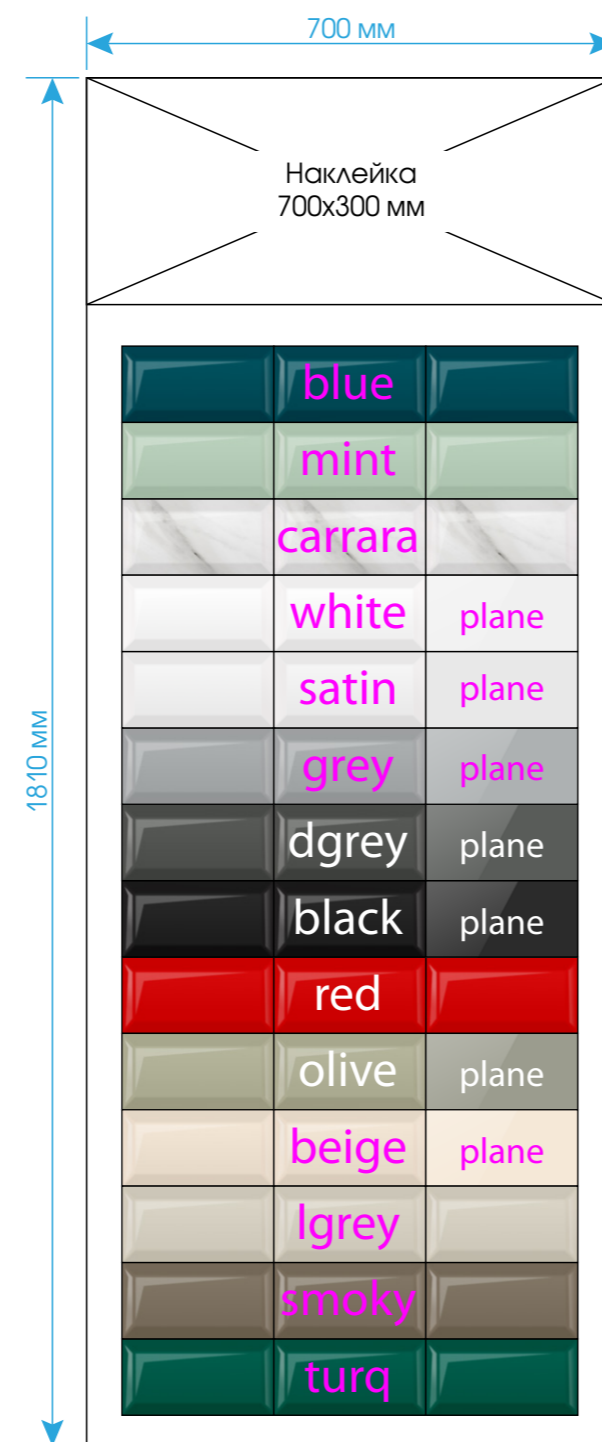 700 мм
Наклейка
700х300 мм
1810 мм
blue
mint
carrara
white plane
satin plane
grey plane
dgrey plane
black plane
red
olive plane
beige plane
lgrey
smoky
turq